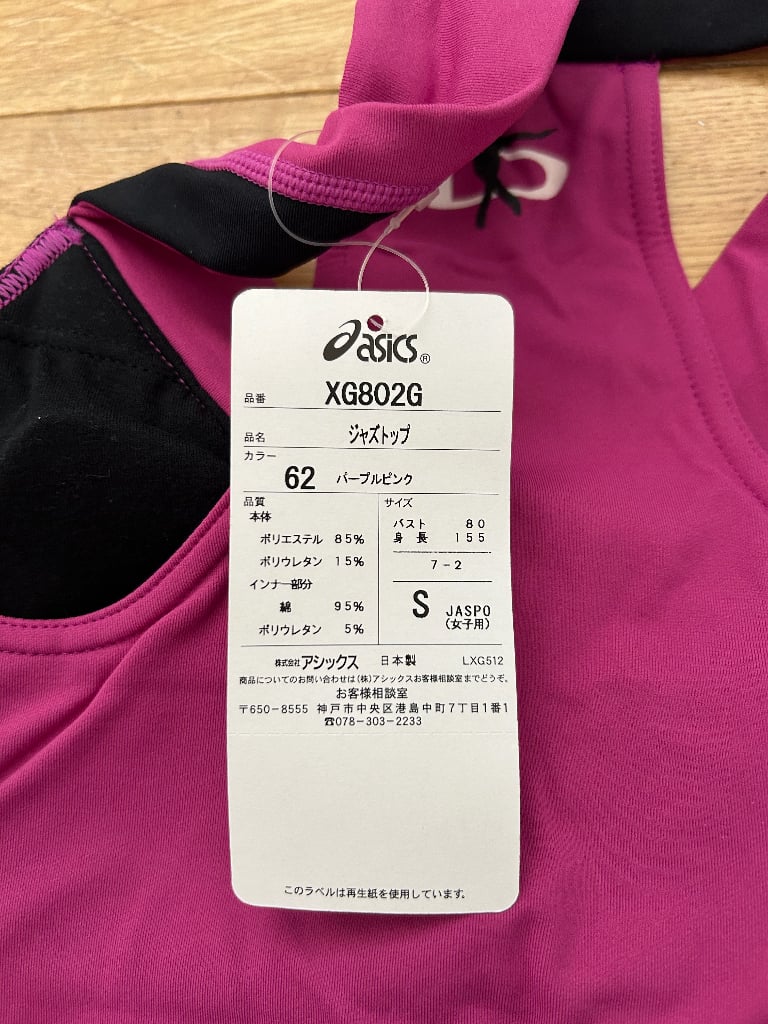 asics®
品番 XG802G
品名 ジャズトップ
カラー
62 パープルピンク
品質
本体
ポリエステル 85%
ポリウレタン 15%
インナー部分
綿 95%
ポリウレタン 5%
サイズ
バスト 80
身長 155
7-2
S JASPO
(女子用)
株式会社アシックス 日本製 LXG512
商品についてのお問い合わせは(株)アシックスお客様相談室までどうぞ。
お客様相談室
〒650-8555 神戸市中央区港島中町7丁目1番1
☎078-303-2233
このラベルは再生紙を使用しています。